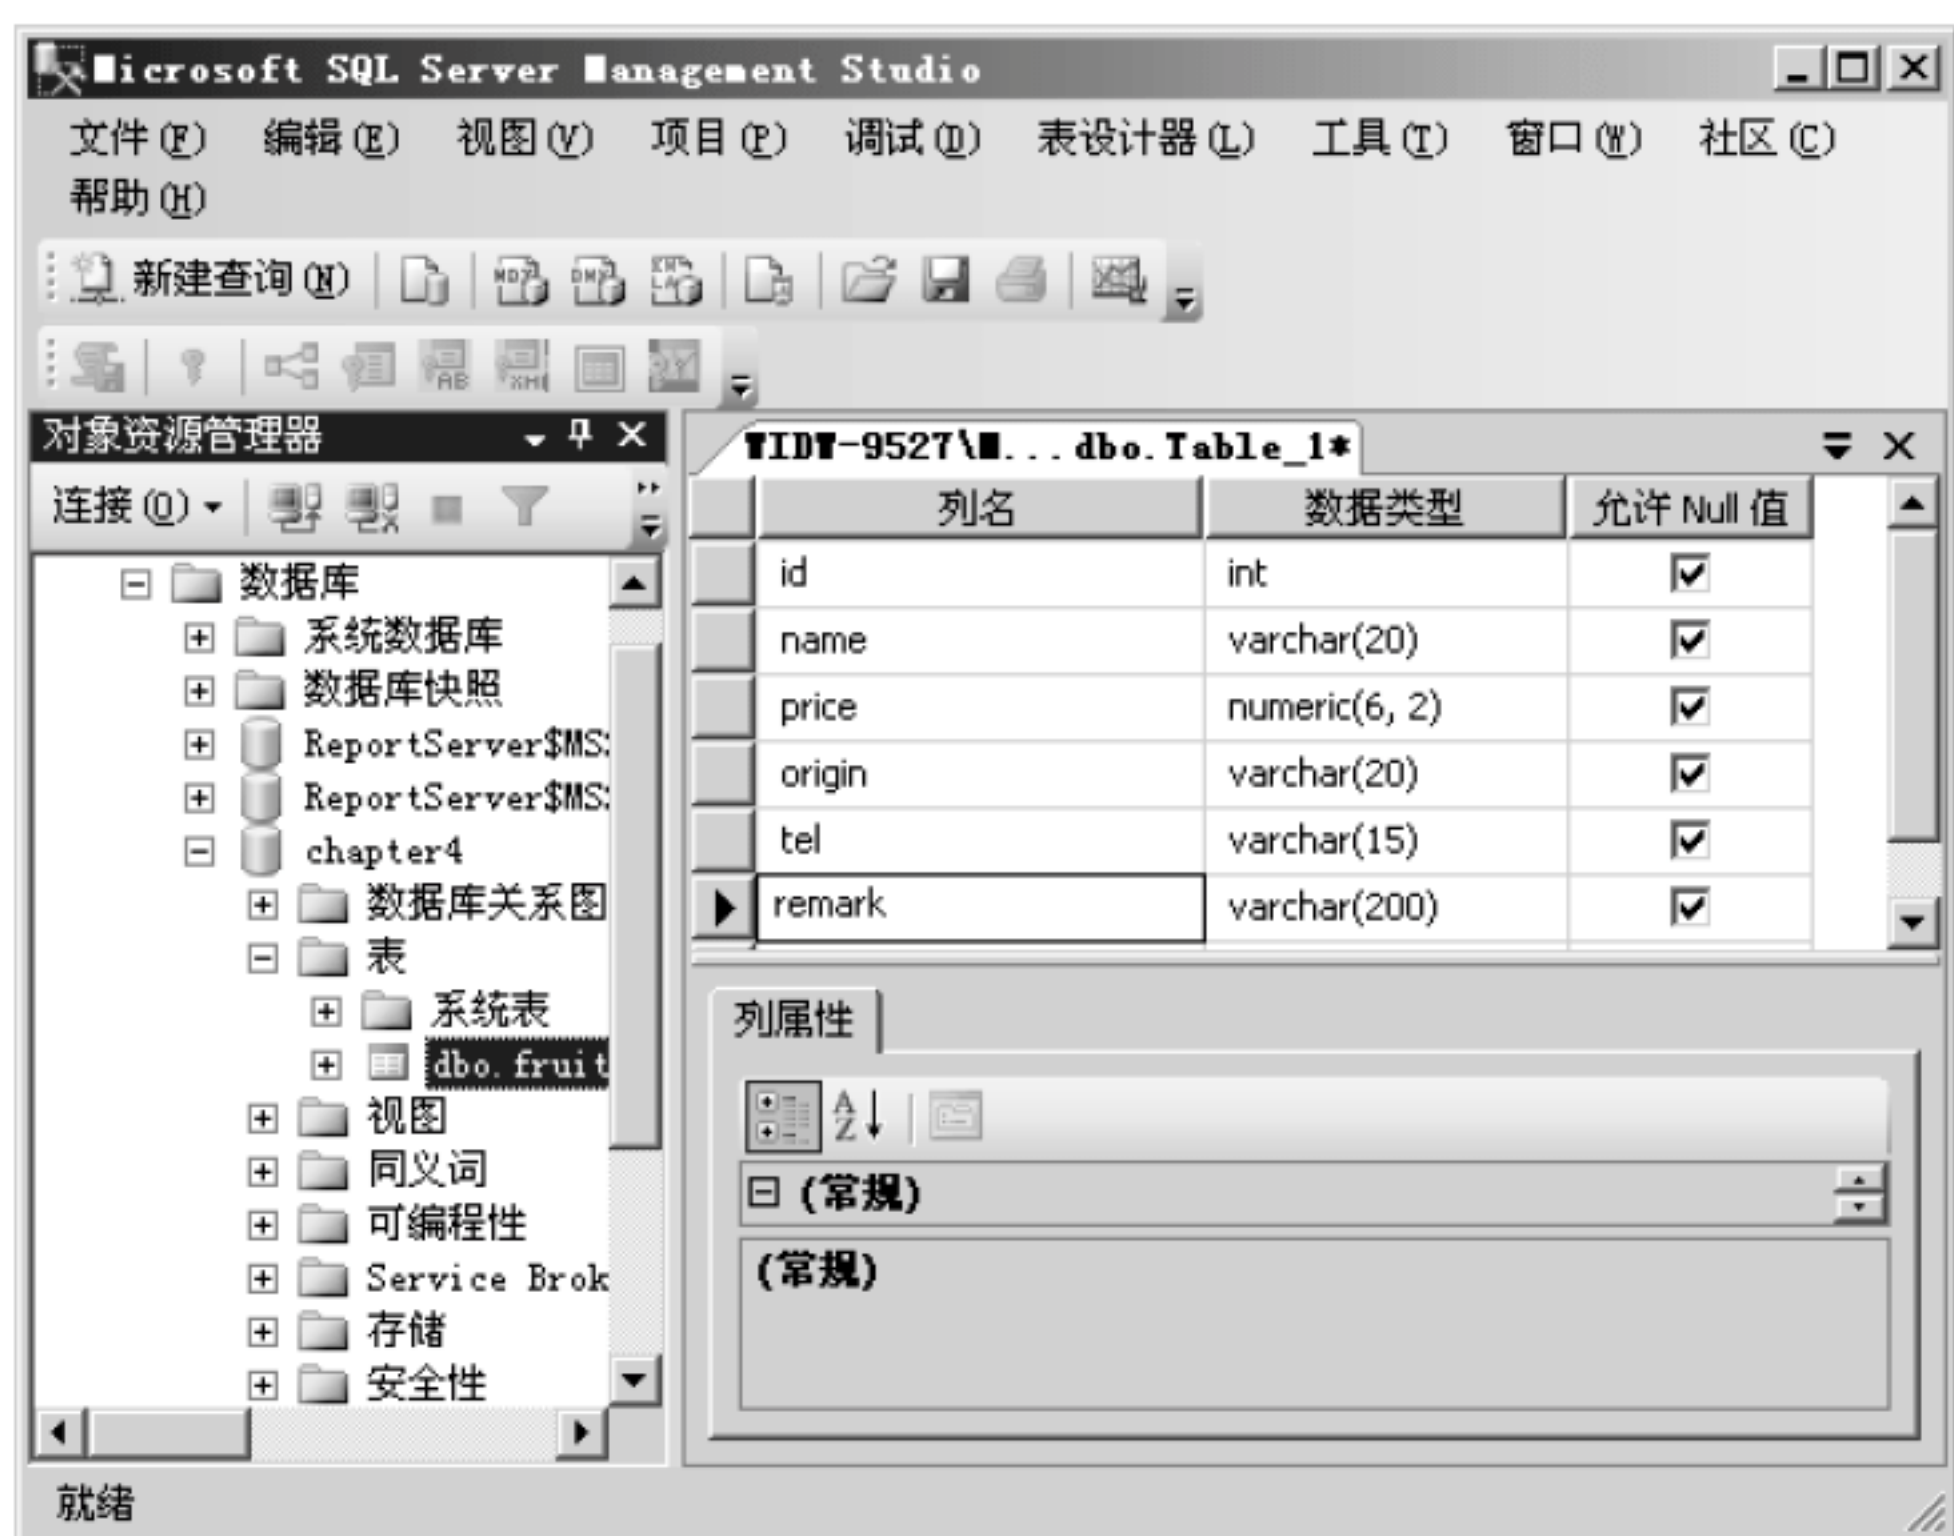 Microsoft SQL Server Management Studio
文件(F) 编辑(E) 视图(V) 项目(P) 调试(D) 表设计器(L) 工具(T) 窗口(W) 社区(C)
帮助(H)
新建查询(N)
对象资源管理器
连接(O)
数据库
系统数据库
数据库快照
ReportServer$MS
ReportServer$MS
chapter4
数据库关系图
表
系统表
dbo.fruit
视图
同义词
可编程性
Service Brok
存储
安全性
WIDW-9527\M...dbo.Table_1*
列名 数据类型 允许 Null 值
id int
name varchar(20)
price numeric(6, 2)
origin varchar(20)
tel varchar(15)
remark varchar(200)
列属性
(常规)
(常规)
就绪